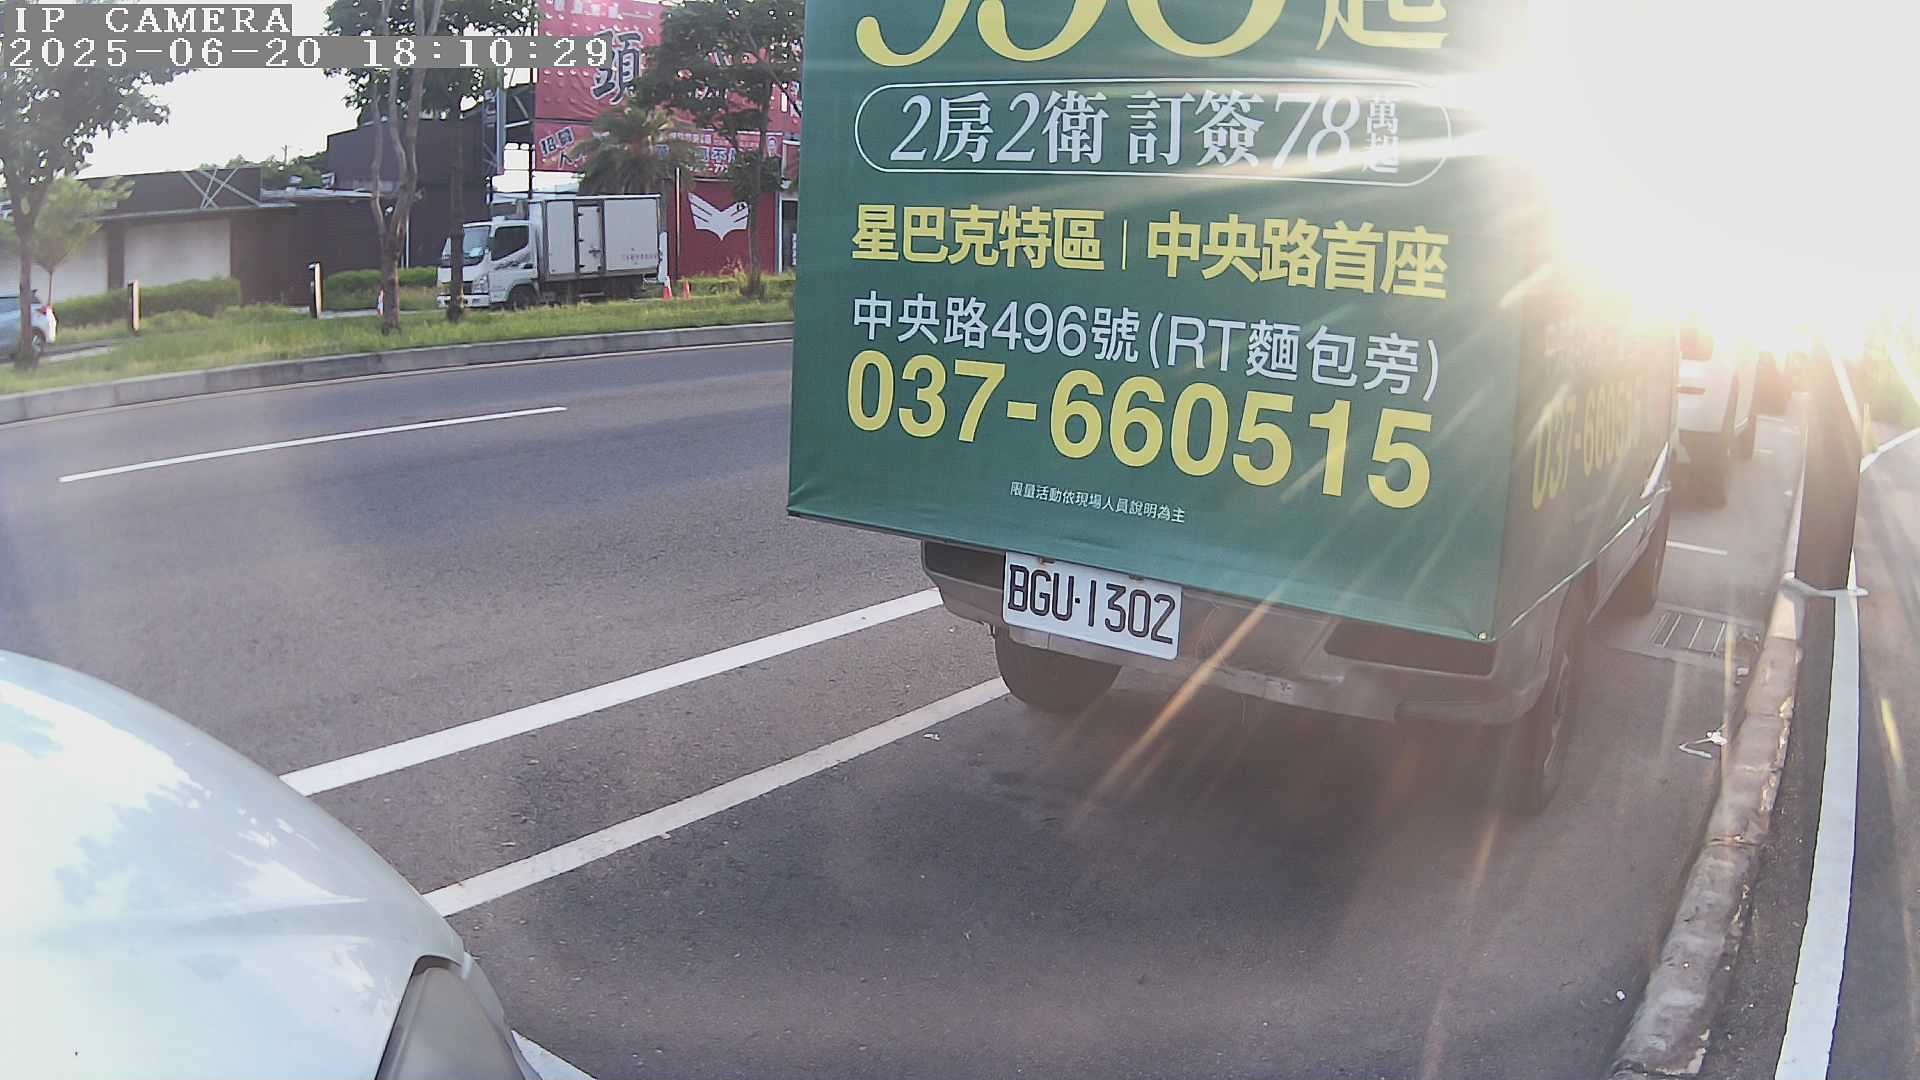 IP CAMERA
2025-06-20 18:10:29
頭
2房2衛 訂簽78萬起
星巴克特區|中央路首座
中央路496號(RT麵包旁)
037-660515
限量活動依現場人員說明為主
BGU·1302
037-660515